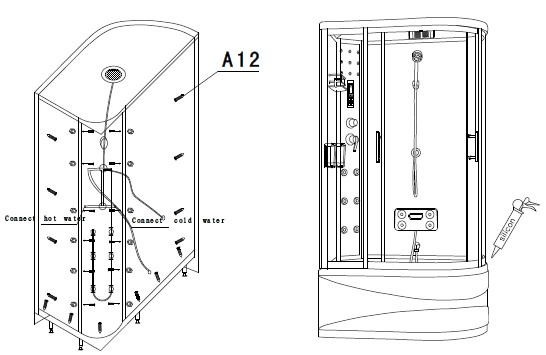 A12
Connect hot water
Connect cold water
silicon